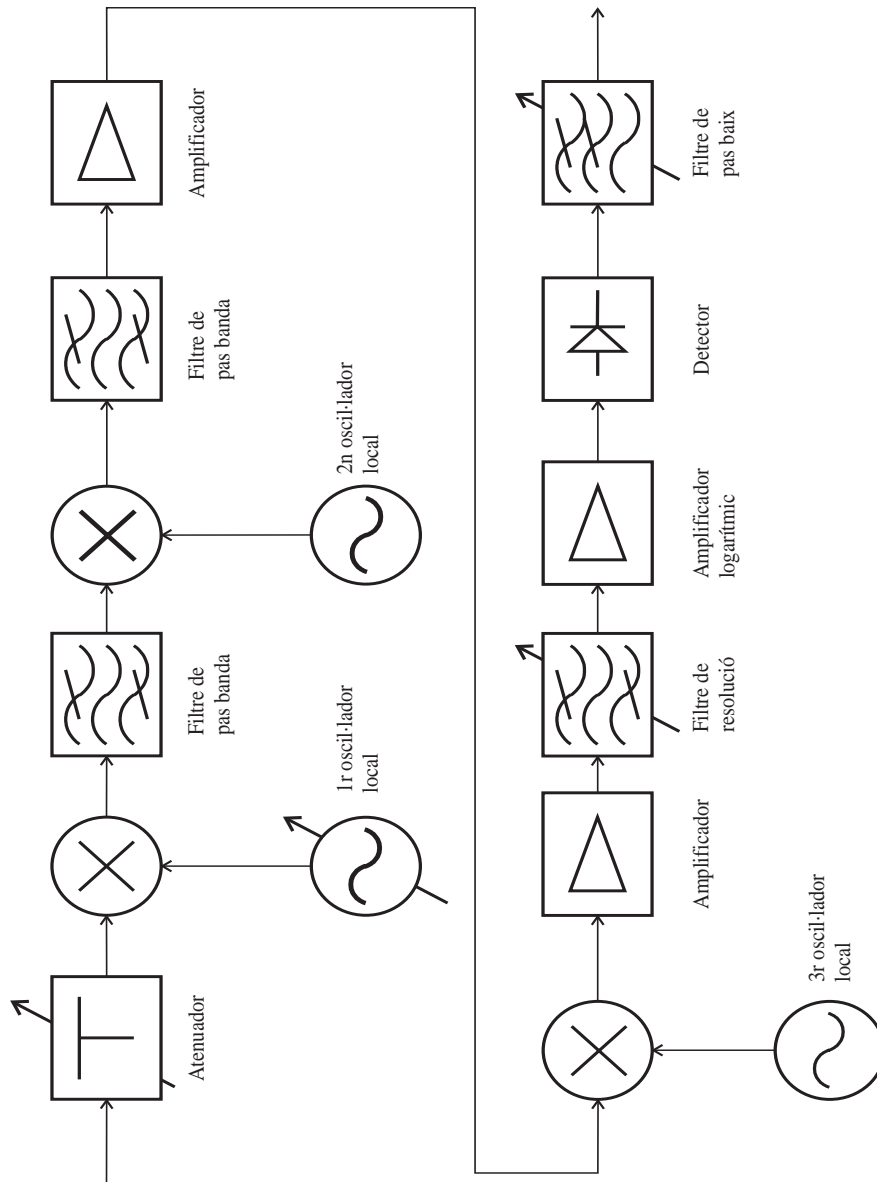 Atenuador
1r oscil·lador
local
Filtre de
pas banda
2n oscil·lador
local
Filtre de
pas banda
Amplificador
3r oscil·lador
local
Amplificador
Filtre de
resolució
Amplificador
logarítmic
Detector
Filtre de
pas baix